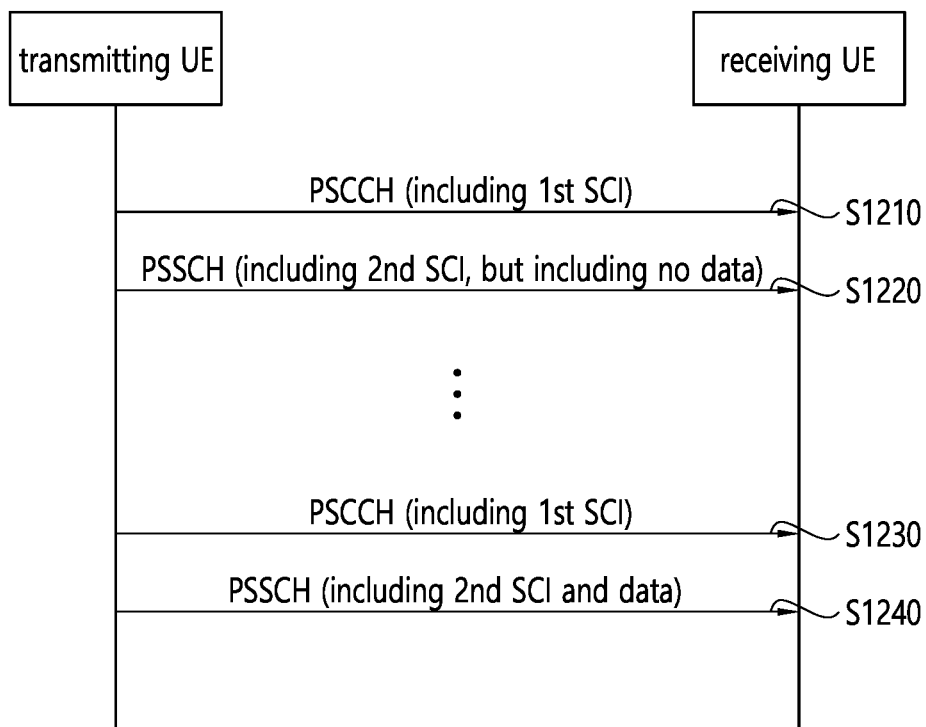 transmitting UE
receiving UE
PSCCH (including 1st SCI)
S1210
PSSCH (including 2nd SCI, but including no data)
S1220
PSCCH (including 1st SCI)
S1230
PSSCH (including 2nd SCI and data)
S1240